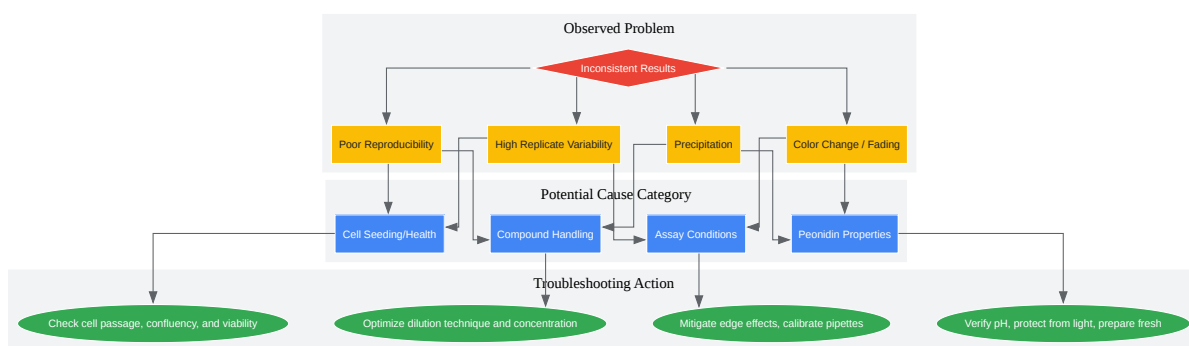 Observed Problem
Inconsistent Results
Poor Reproducibility
High Replicate Variability
Precipitation
Color Change / Fading
Potential Cause Category
Cell Seeding/Health
Compound Handling
Assay Conditions
Peonidin Properties
Troubleshooting Action
Check cell passage, confluency, and viability
Optimize dilution technique and concentration
Mitigate edge effects, calibrate pipettes
Verify pH, protect from light, prepare fresh